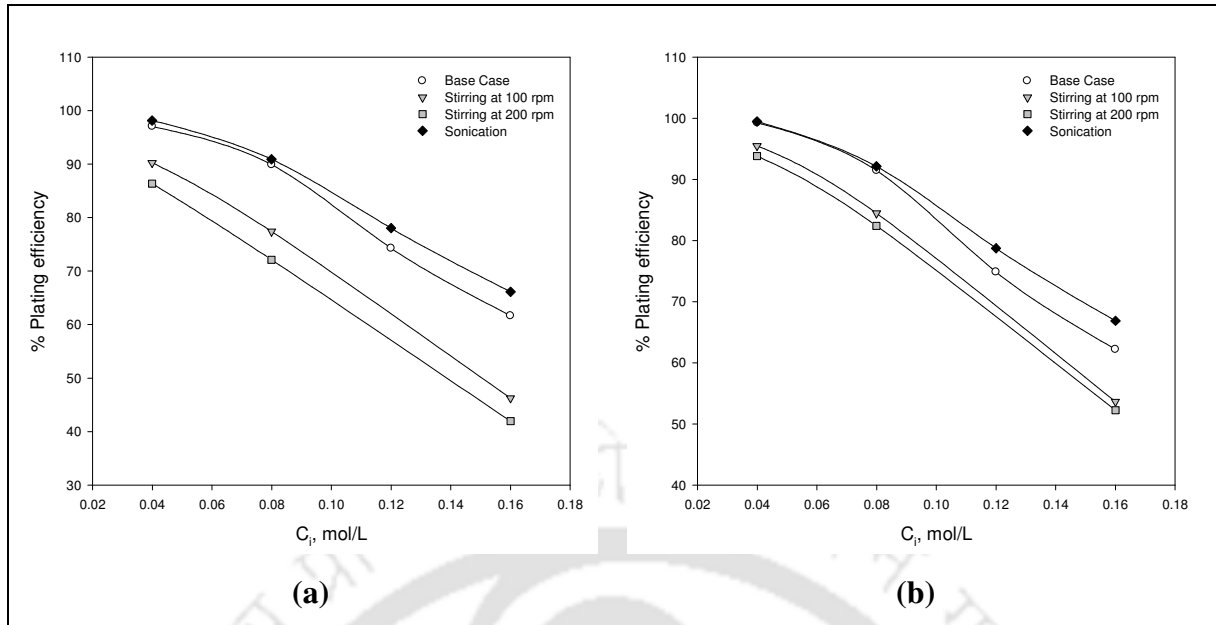 110
100
90
80
70
60
50
40
30
% Plating efficiency
0.02 0.04 0.06 0.08 0.10 0.12 0.14 0.16 0.18
C_i, mol/L
Base Case
Stirring at 100 rpm
Stirring at 200 rpm
Sonication
(a)
110
100
90
80
70
60
50
40
% Plating efficiency
0.02 0.04 0.06 0.08 0.10 0.12 0.14 0.16 0.18
C_i, mol/L
Base Case
Stirring at 100 rpm
Stirring at 200 rpm
Sonication
(b)